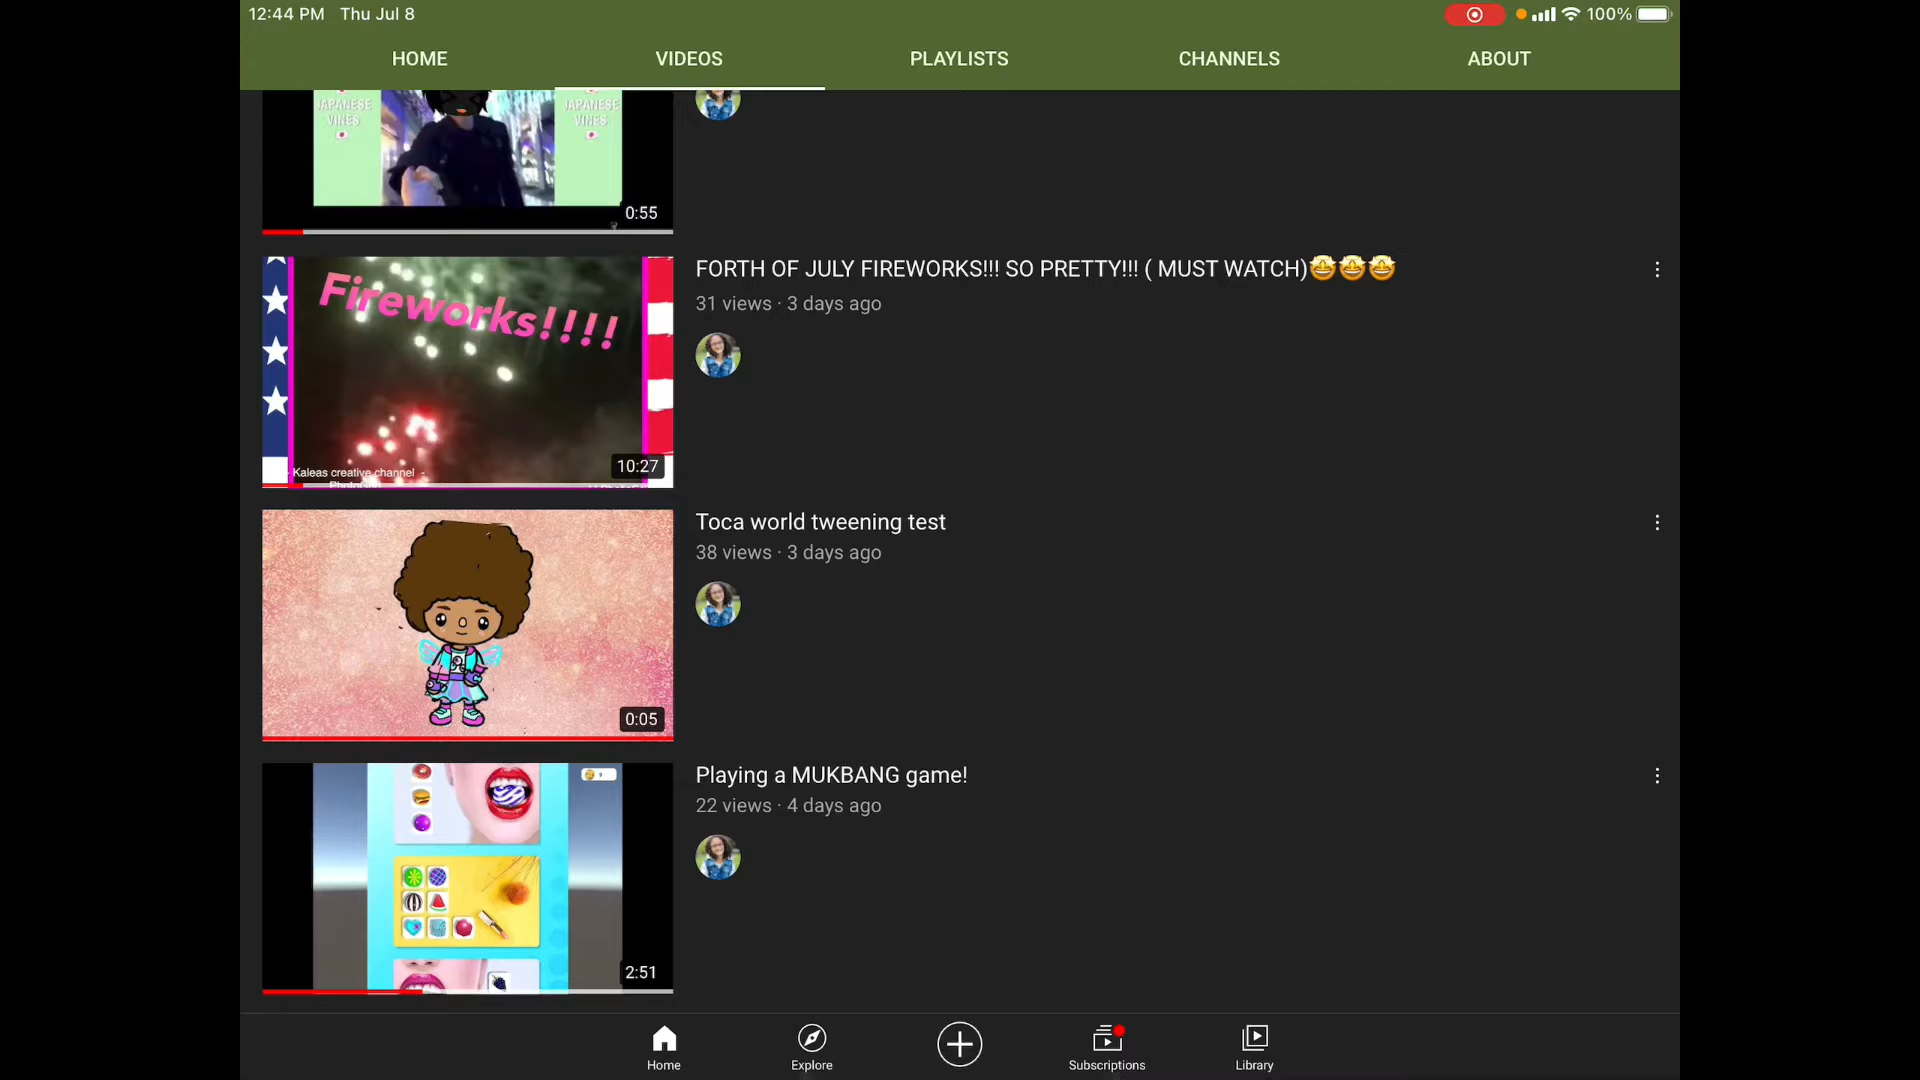 12:44 PM Thu Jul 8
100%
HOME VIDEOS PLAYLISTS CHANNELS ABOUT
JAPANESE VINES
JAPANESE VINES
0:55
FORTH OF JULY FIREWORKS!!! SO PRETTY!!! ( MUST WATCH)🤩🤩🤩
31 views · 3 days ago
Fireworks!!!!
Kaleas creative channel -
10:27
Toca world tweening test
38 views · 3 days ago
0:05
Playing a MUKBANG game!
22 views · 4 days ago
2:51
Home Explore Subscriptions Library